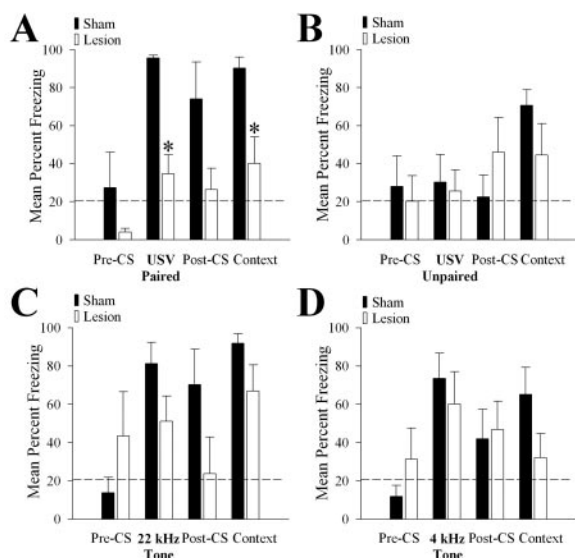 A
Sham
Lesion
Mean Percent Freezing
100
80
60
40
20
0
*
*
Pre-CS USV Post-CS Context
Paired
B
Sham
Lesion
Mean Percent Freezing
100
80
60
40
20
0
Pre-CS USV Post-CS Context
Unpaired
C
Sham
Lesion
Mean Percent Freezing
100
80
60
40
20
0
Pre-CS 22 kHz Post-CS Context
Tone
D
Sham
Lesion
Mean Percent Freezing
100
80
60
40
20
0
Pre-CS 4 kHz Post-CS Context
Tone